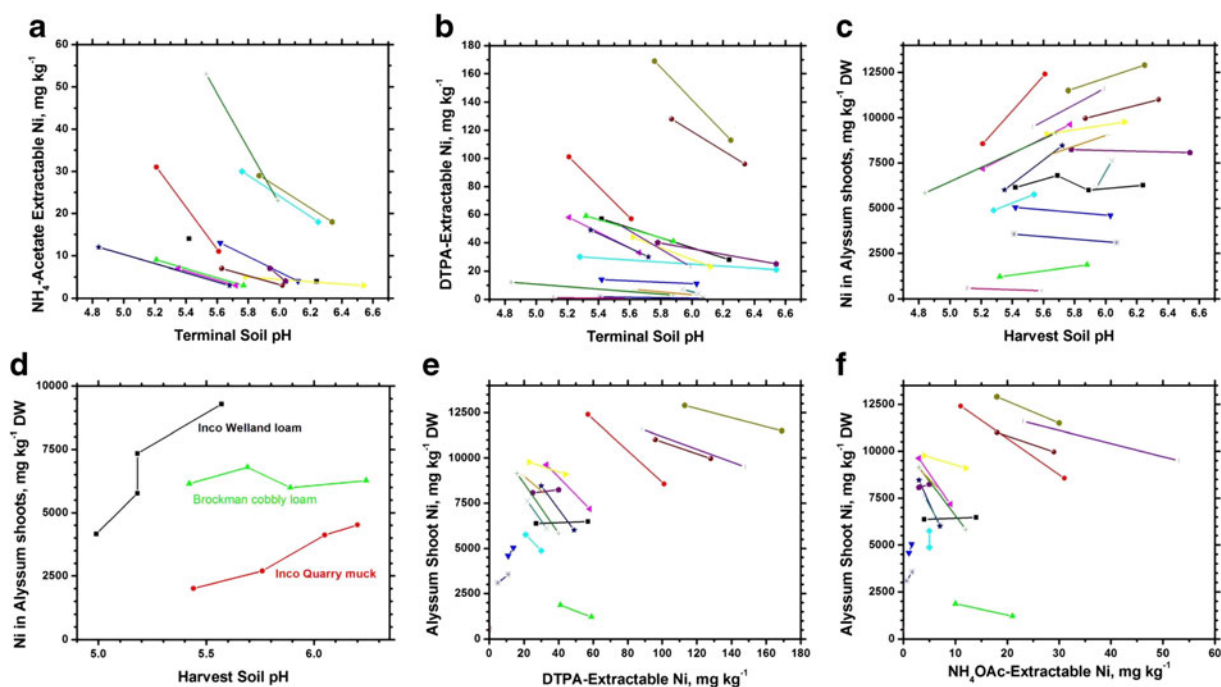 a
NH₄-Acetate Extractable Ni, mg kg⁻¹
60
50
40
30
20
10
0
4.8 5.0 5.2 5.4 5.6 5.8 6.0 6.2 6.4 6.6
Terminal Soil pH
b
DTPA-Extractable Ni, mg kg⁻¹
180
160
140
120
100
80
60
40
20
0
4.8 5.0 5.2 5.4 5.6 5.8 6.0 6.2 6.4 6.6
Terminal Soil pH
c
Ni in Alyssum shoots, mg kg⁻¹ DW
12500
10000
7500
5000
2500
0
4.8 5.0 5.2 5.4 5.6 5.8 6.0 6.2 6.4 6.6
Harvest Soil pH
d
Ni in Alyssum shoots, mg kg⁻¹ DW
10000
7500
5000
2500
0
Inco Welland loam
Brockman cobbly loam
Inco Quarry muck
5.0 5.5 6.0
Harvest Soil pH
e
Alyssum Shoot Ni, mg kg⁻¹ DW
12500
10000
7500
5000
2500
0
0 20 40 60 80 100 120 140 160 180
DTPA-Extractable Ni, mg kg⁻¹
f
Alyssum Shoot Ni, mg kg⁻¹ DW
12500
10000
7500
5000
2500
0
0 10 20 30 40 50 60
NH₄OAc-Extractable Ni, mg kg⁻¹